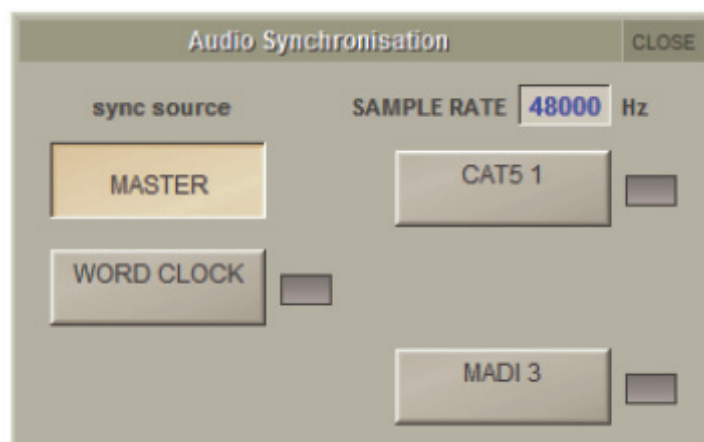 Audio Synchronisation CLOSE
sync source SAMPLE RATE 48000 Hz
MASTER CAT5 1
WORD CLOCK
MADI 3